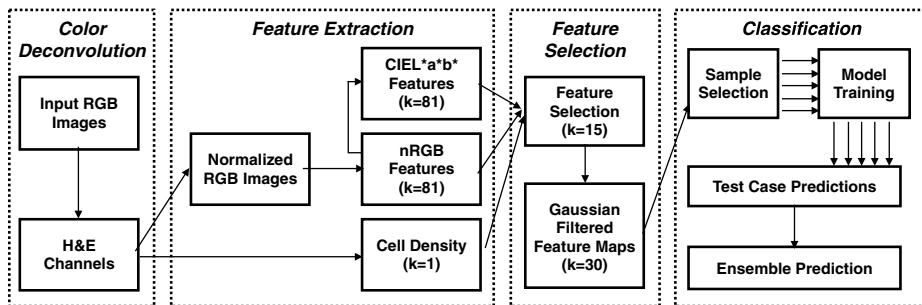 Color
Deconvolution
Input RGB
Images
H&E
Channels
Feature Extraction
Normalized
RGB Images
CIEL*a*b*
Features
(k=81)
nRGB
Features
(k=81)
Cell Density
(k=1)
Feature
Selection
Feature
Selection
(k=15)
Gaussian
Filtered
Feature Maps
(k=30)
Classification
Sample
Selection
Model
Training
Test Case Predictions
Ensemble Prediction